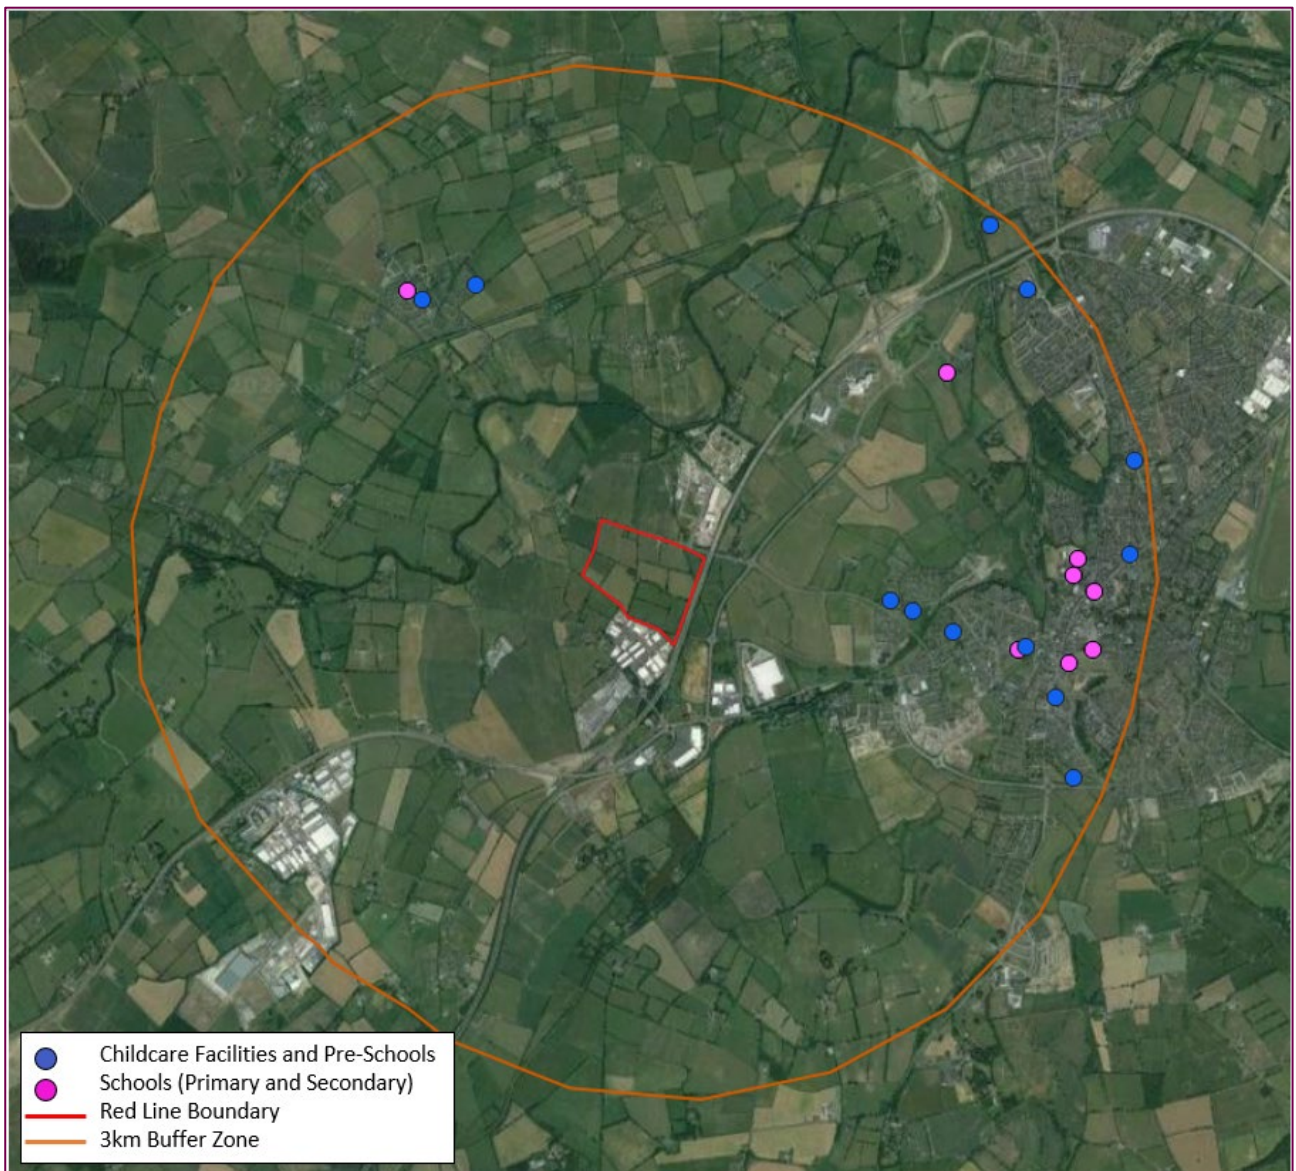 Childcare Facilities and Pre-Schools
Schools (Primary and Secondary)
Red Line Boundary
3km Buffer Zone